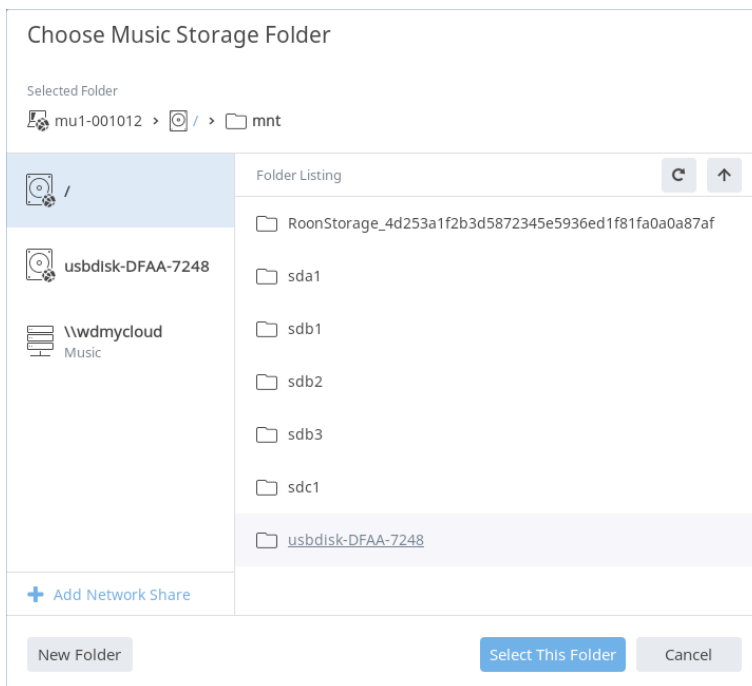 Choose Music Storage Folder
Selected Folder
mu1-001012 > / > mnt
/
usbdisk-DFAA-7248
\\wdmycloud
Music
Add Network Share
Folder Listing
RoonStorage_4d253a1f2b3d5872345e5936ed1f81fa0a0a87af
sda1
sdb1
sdb2
sdb3
sdc1
usbdisk-DFAA-7248
New Folder
Select This Folder
Cancel